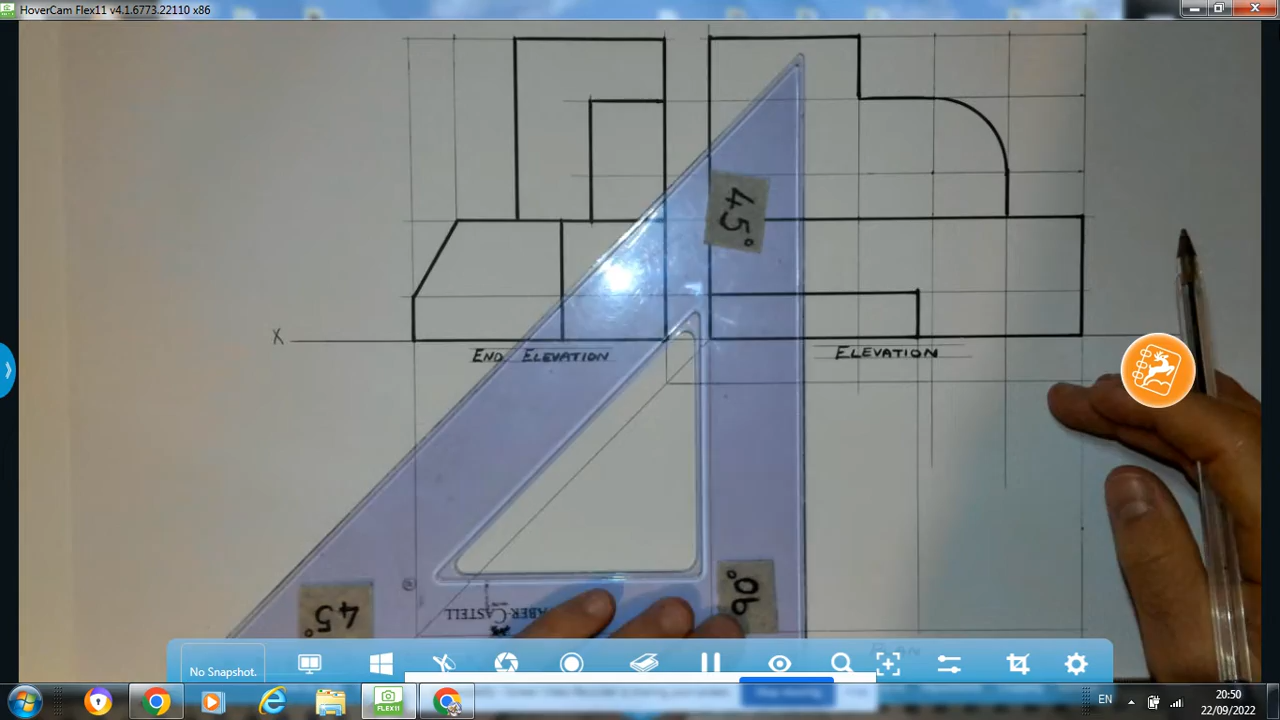 HoverCam Flex11 v4.1.6773.22110 x86
X
END ELEVATION
ELEVATION
45°
45°
90°
FABER-CASTELL
PLAN
No Snapshot.
FLEX11
EN
20:50
22/09/2022